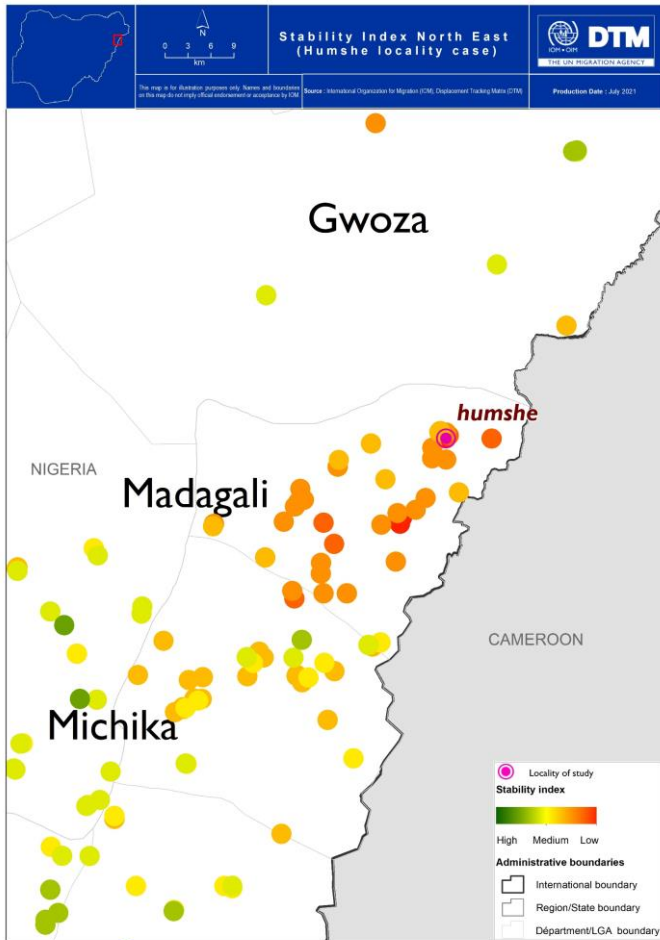 N
0 3 6 9
km
Stability Index North East
(Humshe locality case)
IOM • OIM
DTM
THE UN MIGRATION AGENCY
This map is for illustration purposes only. Names and boundaries
on this map do not imply official endorsement or acceptance by IOM.
Source : International Organization for Migration (IOM), Displacement Tracking Matrix (DTM)
Production Date : July 2021
Gwoza
humshe
NIGERIA
Madagali
CAMEROON
Michika
Locality of study
Stability index
High Medium Low
Administrative boundaries
International boundary
Region/State boundary
Départment/LGA boundary